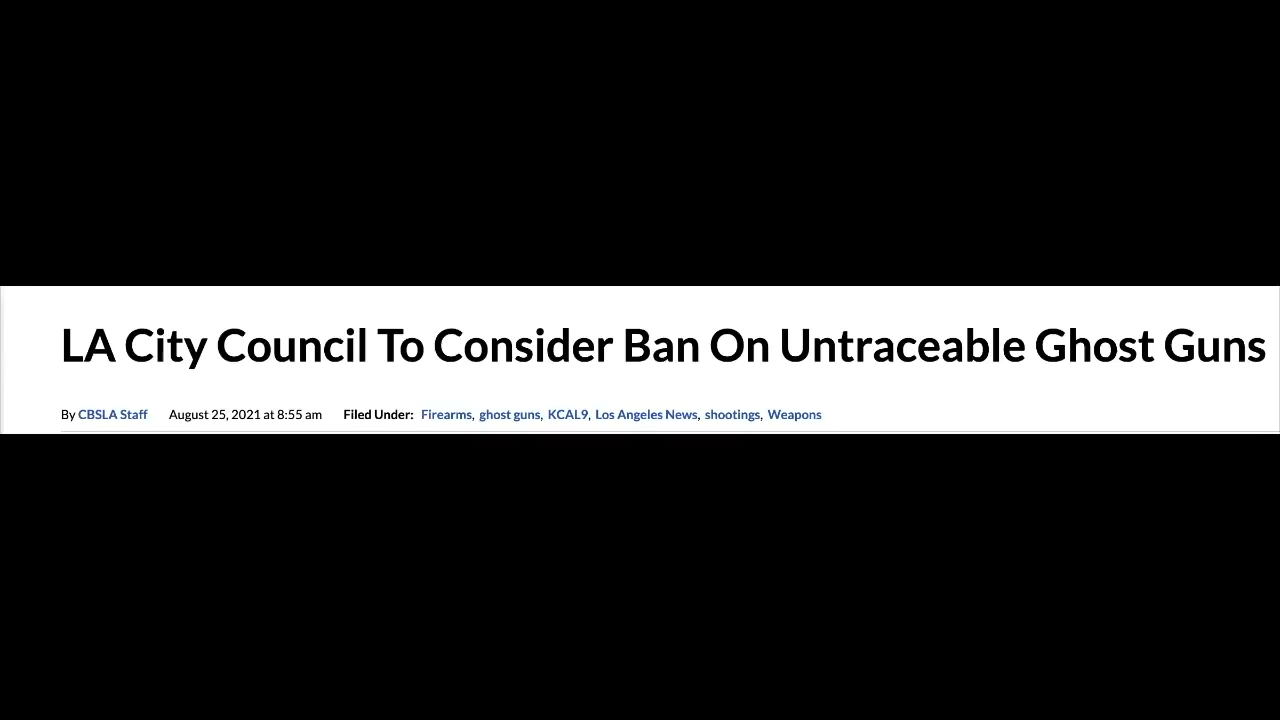 LA City Council To Consider Ban On Untraceable Ghost Guns
By CBSLA Staff August 25, 2021 at 8:55 am Filed Under: Firearms, ghost guns, KCAL9, Los Angeles News, shootings, Weapons